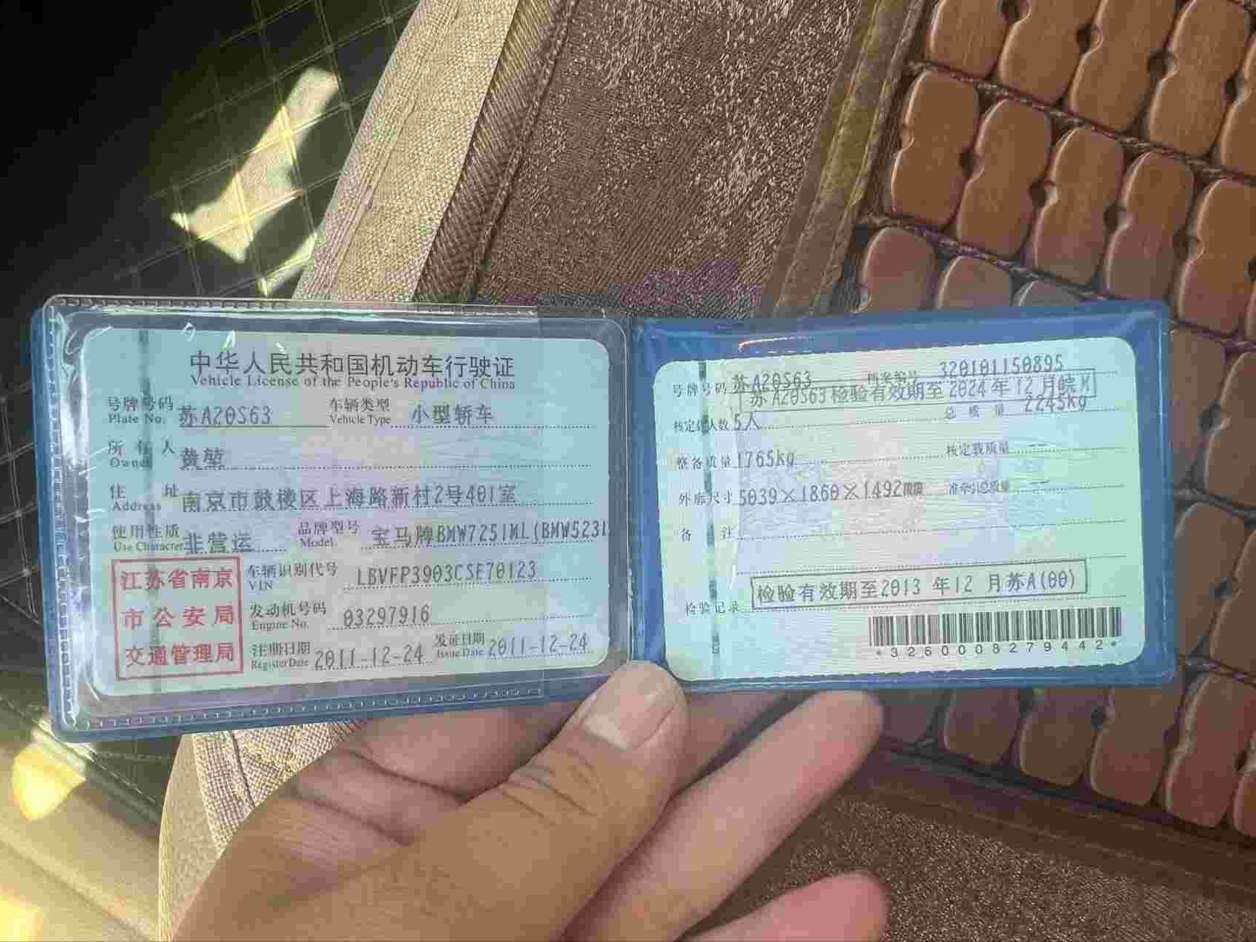 中华人民共和国机动车行驶证
Vehicle License of the People's Republic of China
号牌号码 苏A20S63 车辆类型 小型轿车
Plate No. Vehicle Type
所有人 黄堃
Owner
住址 南京市鼓楼区上海路新村2号401室
Address
使用性质 非营运 品牌型号 宝马牌BMW7251ML(BMW523I
Use Character Model
江苏省南京
市公安局
交通管理局
车辆识别代号 LBVFP3903CSE70123
VIN
发动机号码 03297916
Engine No.
注册日期 2011-12-24 发证日期 2011-12-24
Register Date Issue Date
号牌号码 苏A20S63 档案编号 320101150895
苏A20S63检验有效期至2024年12月皖M
核定载人数 5人 总质量 2245kg
整备质量 1765kg 核定载质量 --
外廓尺寸 5039×1860×1492mm 准牵引总质量 --
备注
检验记录 检验有效期至2013 年12 月苏A(00)
*3260008279442*